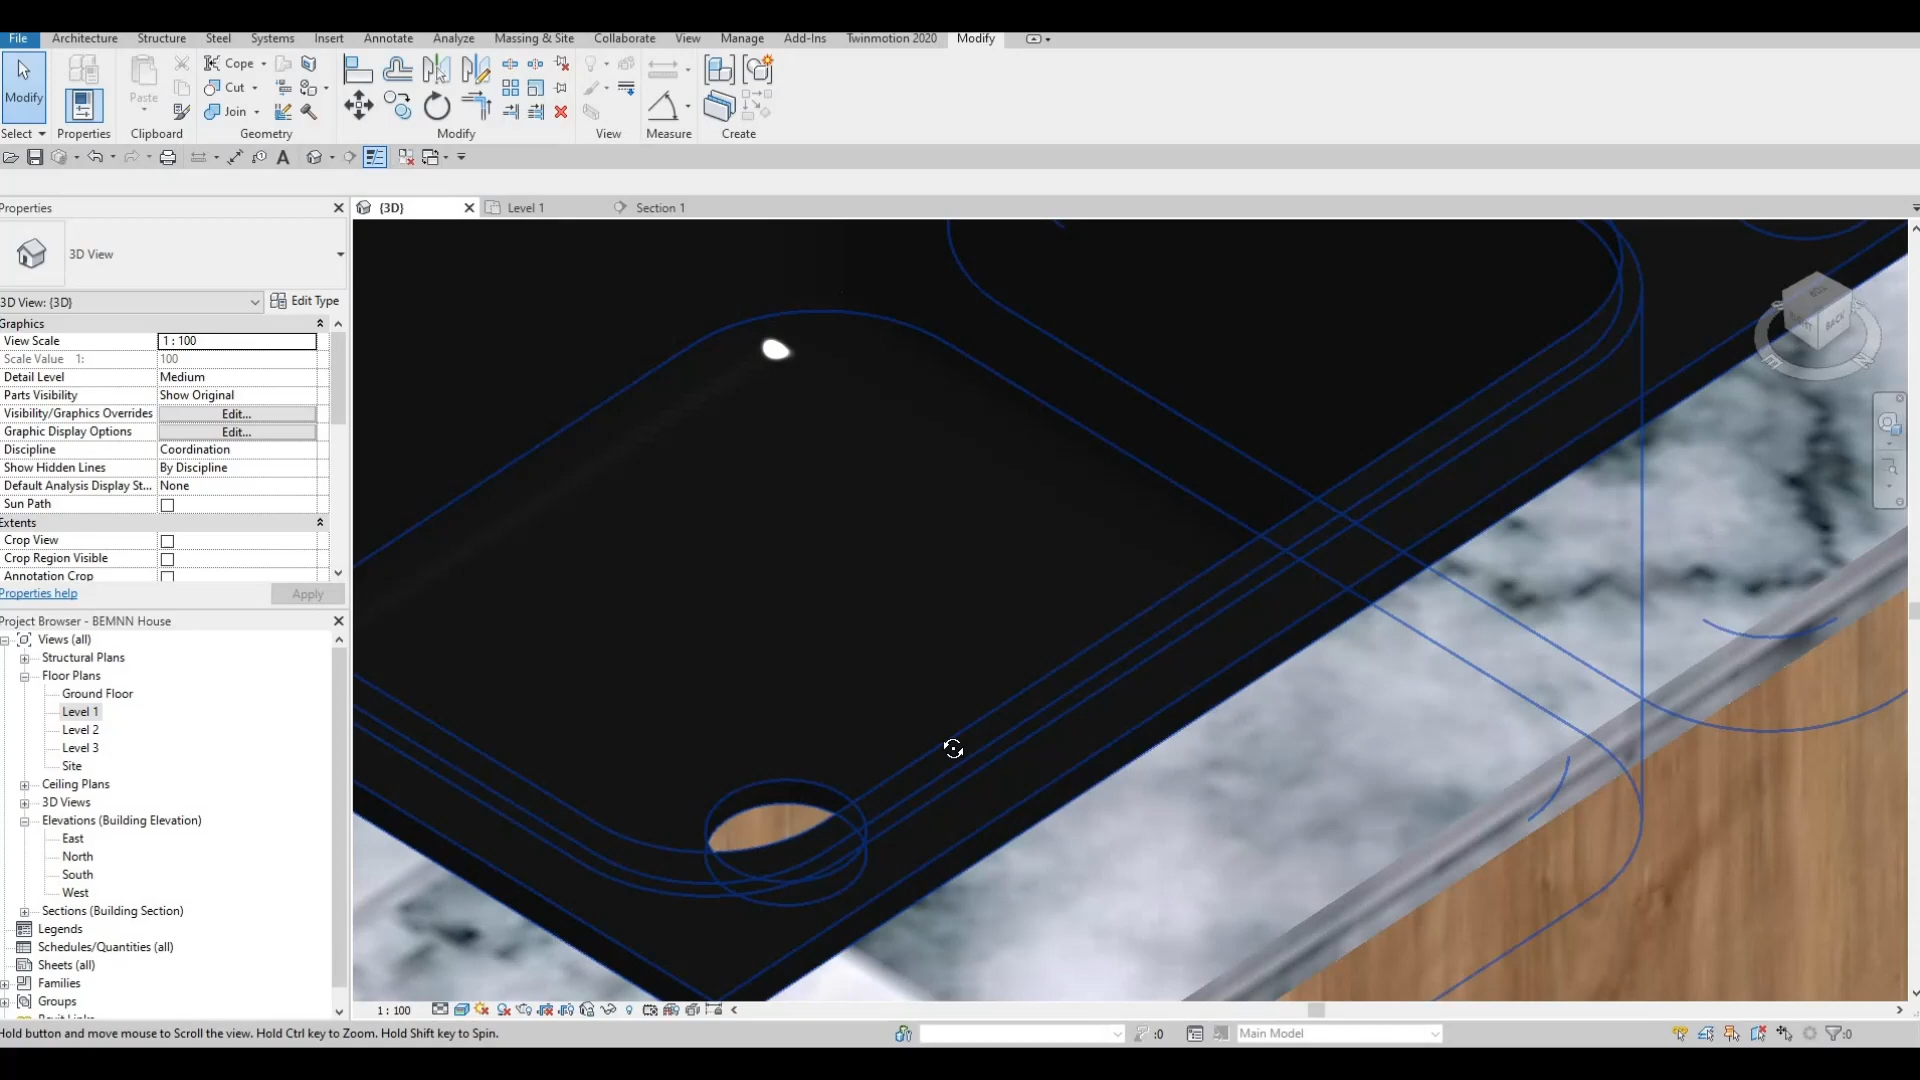 File Architecture Structure Steel Systems Insert Annotate Analyze Massing & Site Collaborate View Manage Add-Ins Twinmotion 2020 Modify
Modify
Paste
Cope
Cut
Join
Select Properties Clipboard Geometry Modify View Measure Create
A
Properties
{3D} Level 1 Section 1
3D View
3D View: {3D} Edit Type
Graphics
View Scale 1 : 100
Scale Value 1: 100
Detail Level Medium
Parts Visibility Show Original
Visibility/Graphics Overrides Edit...
Graphic Display Options Edit...
Discipline Coordination
Show Hidden Lines By Discipline
Default Analysis Display St... None
Sun Path
Extents
Crop View
Crop Region Visible
Annotation Crop
Properties help Apply
Project Browser - BEMNN House
Views (all)
Structural Plans
Floor Plans
Ground Floor
Level 1
Level 2
Level 3
Site
Ceiling Plans
3D Views
Elevations (Building Elevation)
East
North
South
West
Sections (Building Section)
Legends
Schedules/Quantities (all)
Sheets (all)
Families
Groups
BACK
1 : 100
Hold button and move mouse to Scroll the view. Hold Ctrl key to Zoom. Hold Shift key to Spin.
:0 Main Model :0